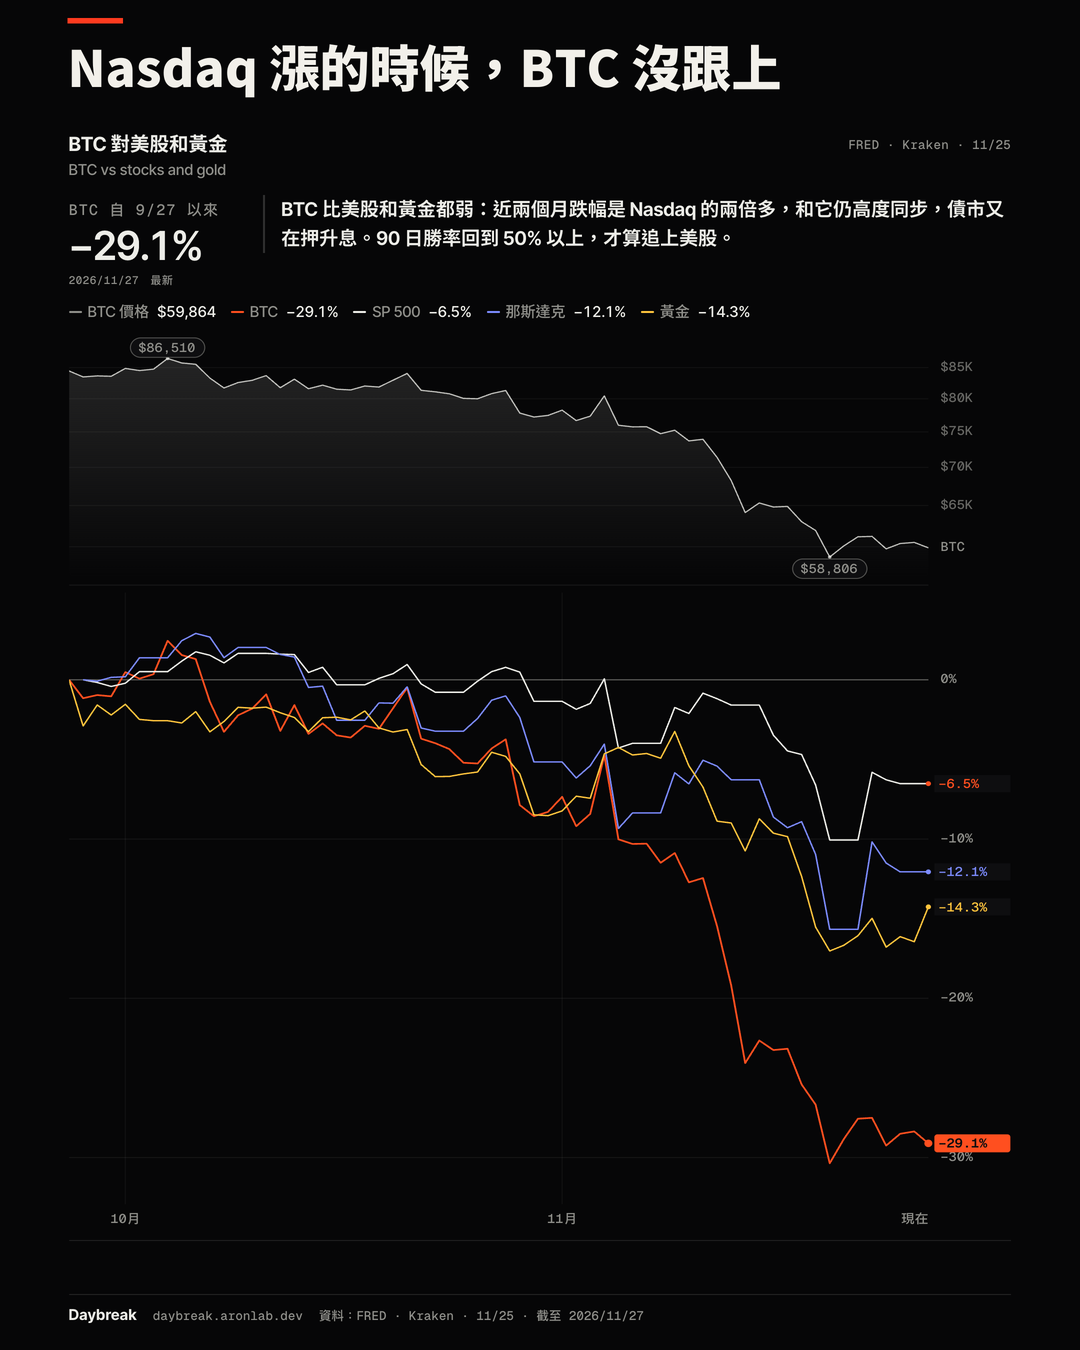 Nasdaq 漲的時候，BTC 沒跟上
BTC 對美股和黃金
FRED · Kraken · 11/25
BTC vs stocks and gold
BTC 自 9/27 以來
−29.1%
2026/11/27 最新
BTC 比美股和黃金都弱：近兩個月跌幅是 Nasdaq 的兩倍多，和它仍高度同步，債市又
在押升息。90 日勝率回到 50% 以上，才算追上美股。
BTC 價格 $59,864 BTC −29.1% SP 500 −6.5% 那斯達克 −12.1% 黃金 −14.3%
$86,510
$85K
$80K
$75K
$70K
$65K
BTC
$58,806
0%
−6.5%
−10%
−12.1%
−14.3%
−20%
−29.1%
−30%
10月 11月 現在
Daybreak daybreak.aronlab.dev 資料：FRED · Kraken · 11/25 · 截至 2026/11/27